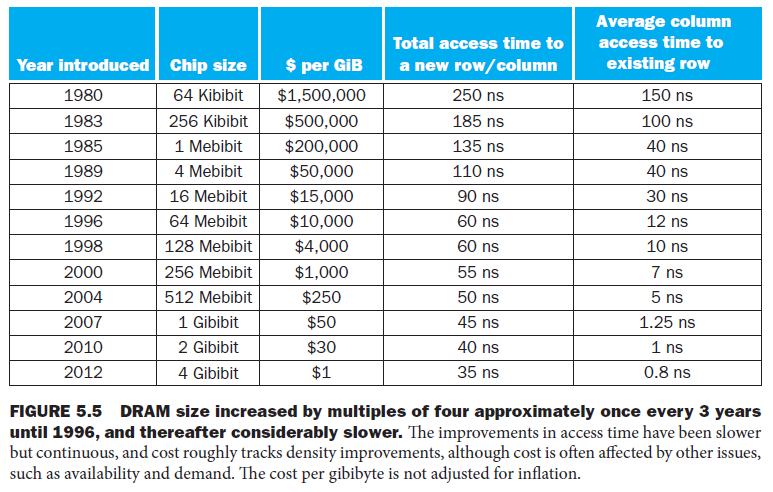 Year introduced Chip size $ per GiB Total access time to a new row/column Average column access time to existing row
1980 64 Kibibit $1,500,000 250 ns 150 ns
1983 256 Kibibit $500,000 185 ns 100 ns
1985 1 Mebibit $200,000 135 ns 40 ns
1989 4 Mebibit $50,000 110 ns 40 ns
1992 16 Mebibit $15,000 90 ns 30 ns
1996 64 Mebibit $10,000 60 ns 12 ns
1998 128 Mebibit $4,000 60 ns 10 ns
2000 256 Mebibit $1,000 55 ns 7 ns
2004 512 Mebibit $250 50 ns 5 ns
2007 1 Gibibit $50 45 ns 1.25 ns
2010 2 Gibibit $30 40 ns 1 ns
2012 4 Gibibit $1 35 ns 0.8 ns
FIGURE 5.5 DRAM size increased by multiples of four approximately once every 3 years
until 1996, and thereafter considerably slower. The improvements in access time have been slower
but continuous, and cost roughly tracks density improvements, although cost is often affected by other issues,
such as availability and demand. The cost per gibibyte is not adjusted for inflation.